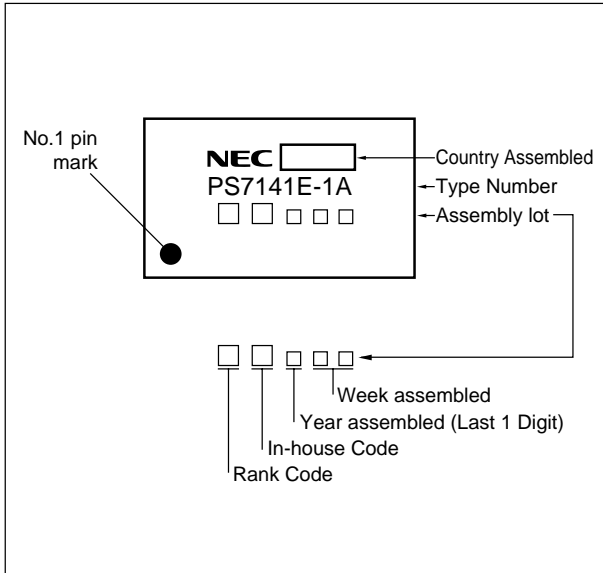 No.1 pin
mark
NEC
Country Assembled
PS7141E-1A
Type Number
Assembly lot
Week assembled
Year assembled (Last 1 Digit)
In-house Code
Rank Code